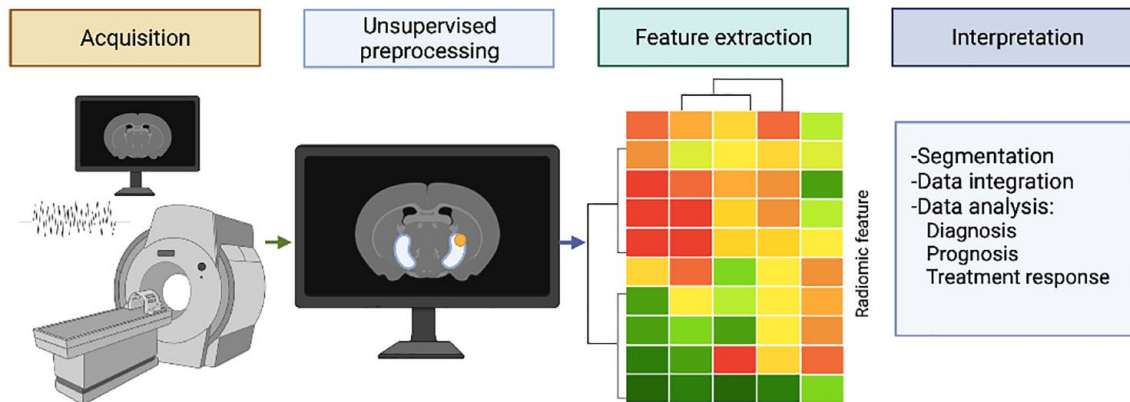 Acquisition
Unsupervised
preprocessing
Feature extraction
Interpretation
Radiomic feature
-Segmentation
-Data integration
-Data analysis:
Diagnosis
Prognosis
Treatment response